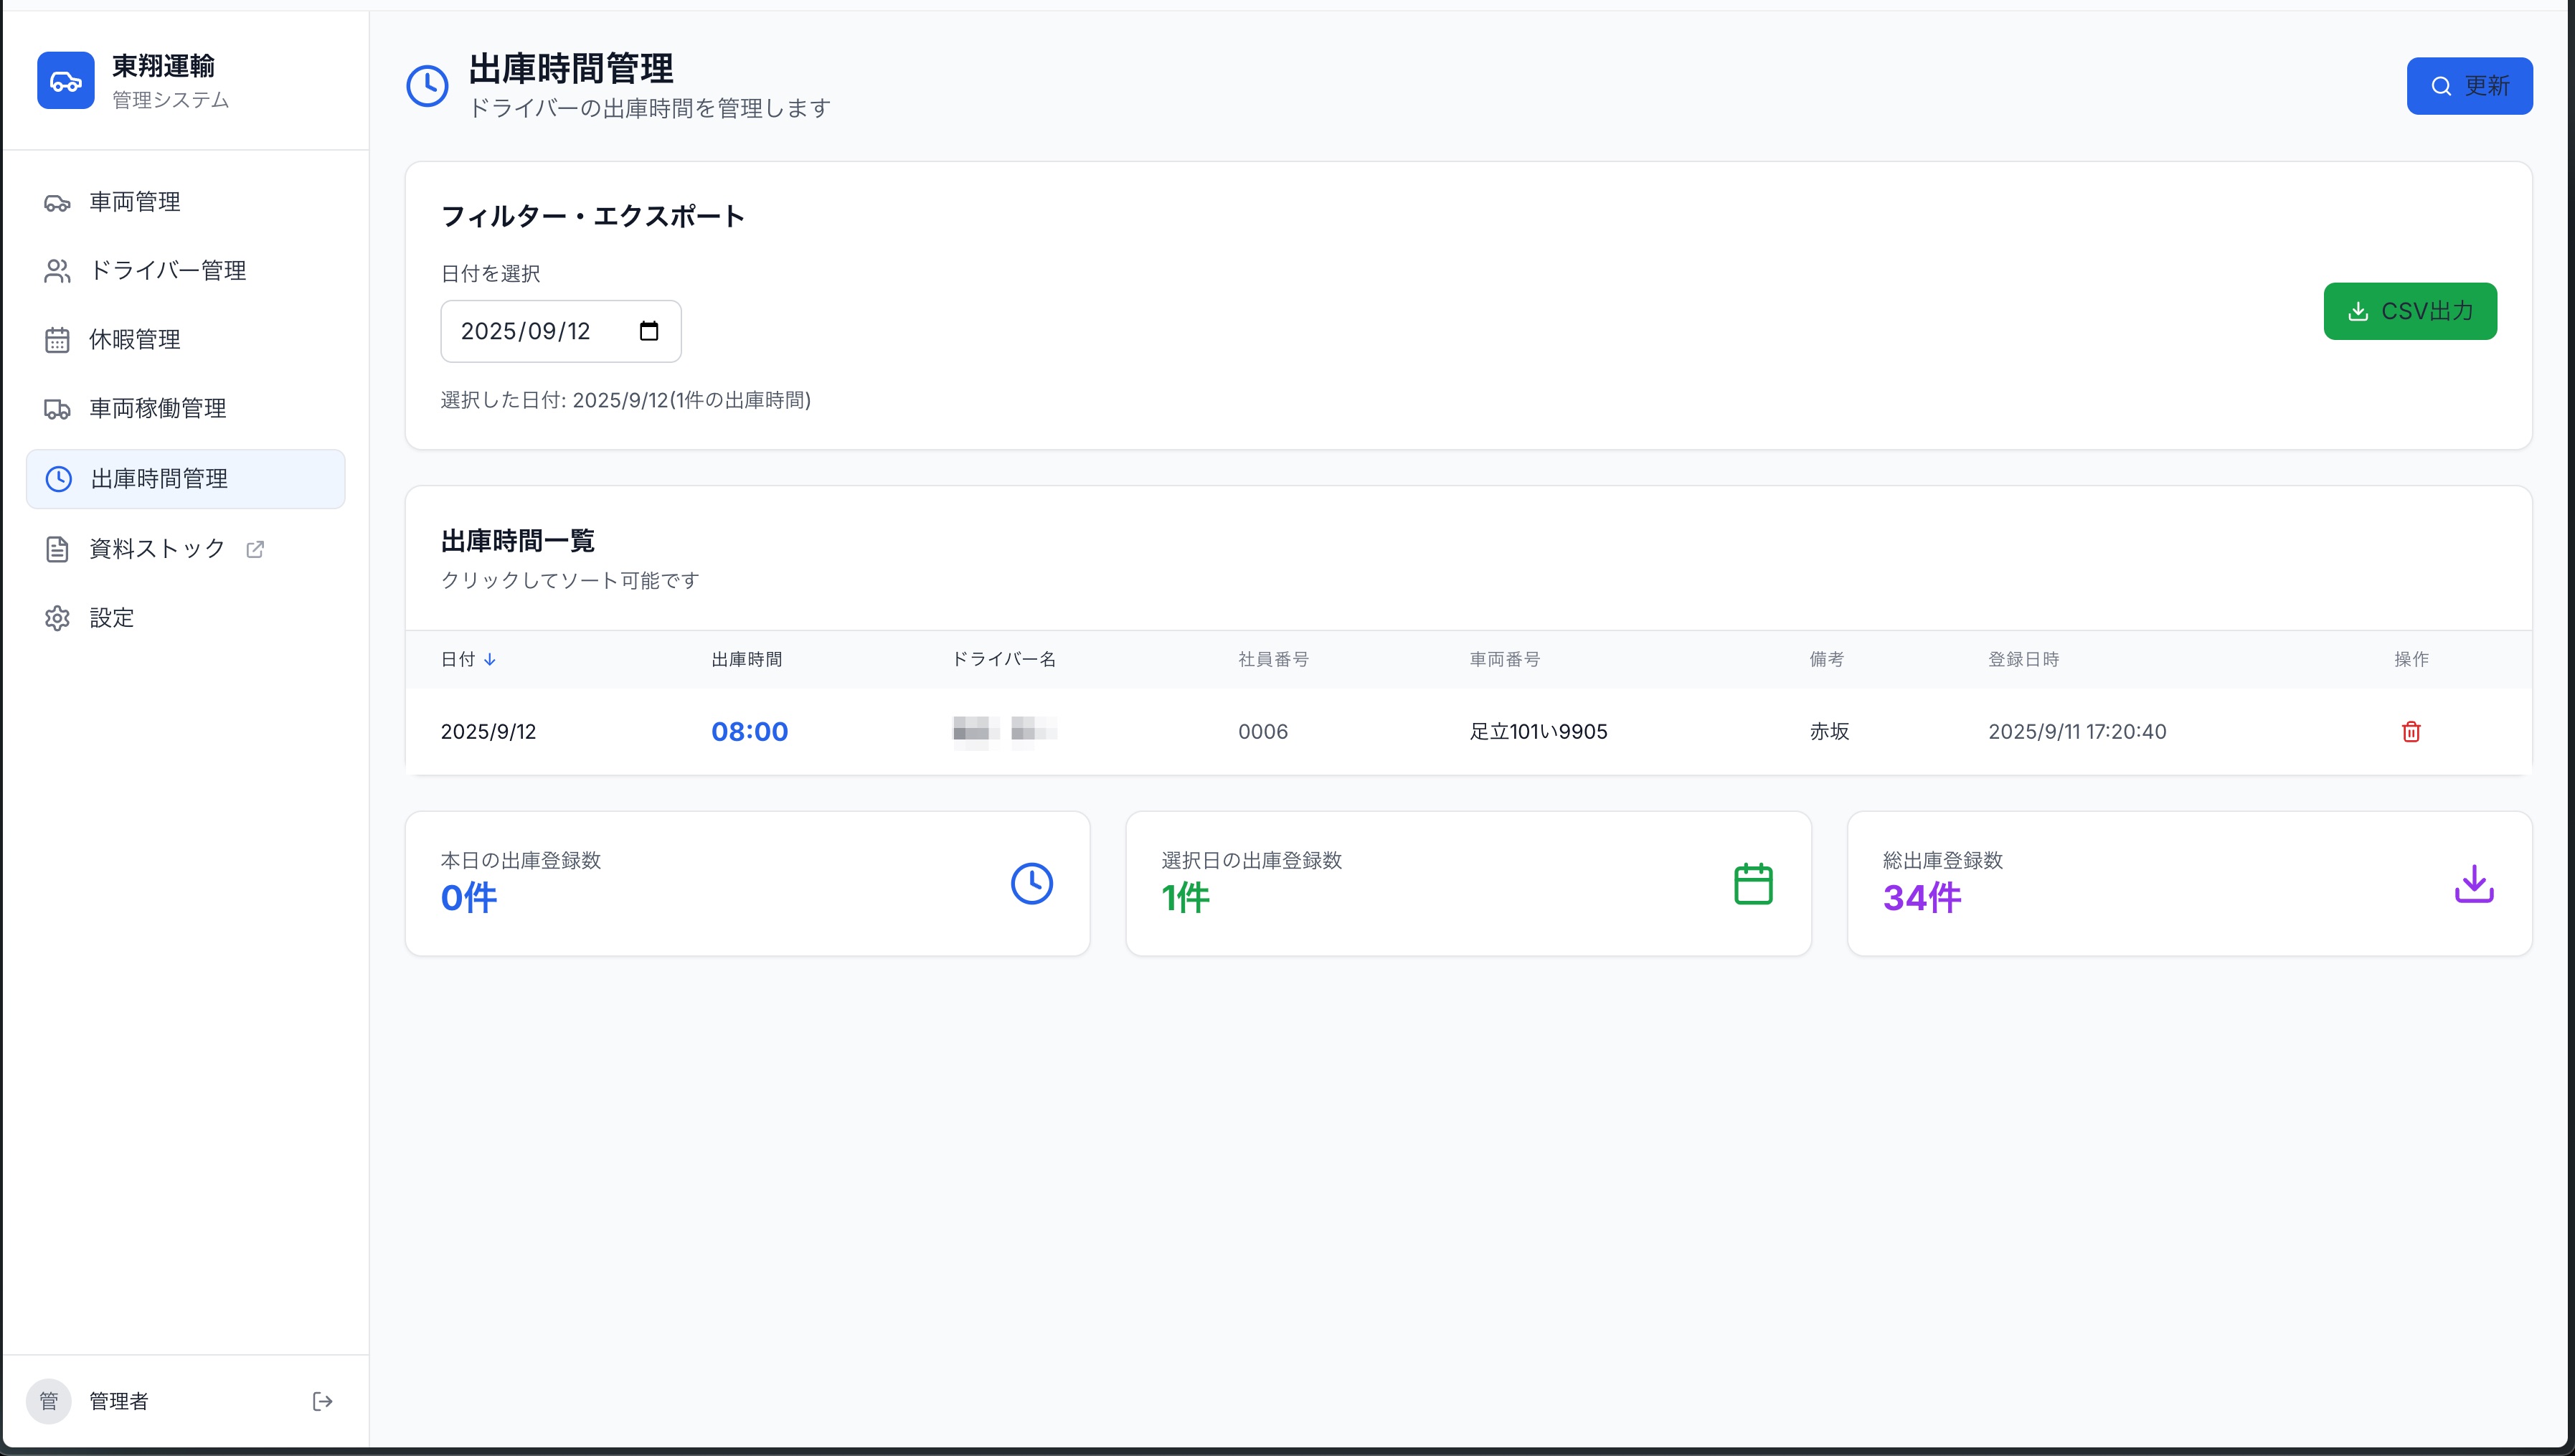 東翔運輸
管理システム
車両管理
ドライバー管理
休暇管理
車両稼働管理
出庫時間管理
資料ストック
設定
管 管理者
出庫時間管理
ドライバーの出庫時間を管理します
更新
フィルター・エクスポート
日付を選択
2025/09/12
CSV出力
選択した日付: 2025/9/12(1件の出庫時間)
出庫時間一覧
クリックしてソート可能です
日付 ↓ 出庫時間 ドライバー名 社員番号 車両番号 備考 登録日時 操作
2025/9/12 08:00 0006 足立101い9905 赤坂 2025/9/11 17:20:40
本日の出庫登録数
0件
選択日の出庫登録数
1件
総出庫登録数
34件